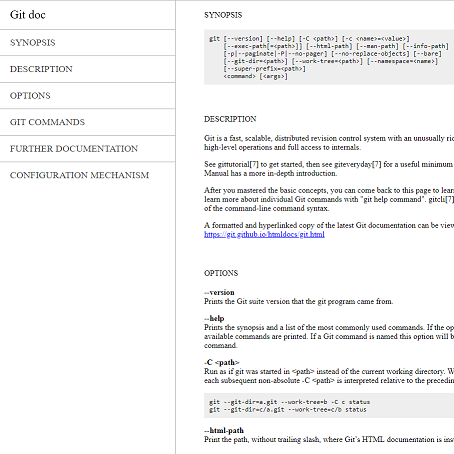 Git doc
SYNOPSIS
DESCRIPTION
OPTIONS
GIT COMMANDS
FURTHER DOCUMENTATION
CONFIGURATION MECHANISM
SYNOPSIS
git [--version] [--help] [-C <path>] [-c <name>=<value>]
[--exec-path[=<path>]] [--html-path] [--man-path] [--info-path]
[-p|--paginate|-P|--no-pager] [--no-replace-objects] [--bare]
[--git-dir=<path>] [--work-tree=<path>] [--namespace=<name>]
[--super-prefix=<path>]
<command> [<args>]
DESCRIPTION
Git is a fast, scalable, distributed revision control system with an unusually ric
high-level operations and full access to internals.
See gittutorial[7] to get started, then see giteveryday[7] for a useful minimum
Manual has a more in-depth introduction.
After you mastered the basic concepts, you can come back to this page to lear
learn more about individual Git commands with "git help command". gitcli[7]
of the command-line command syntax.
A formatted and hyperlinked copy of the latest Git documentation can be view
https://git.github.io/htmldocs/git.html
OPTIONS
--version
Prints the Git suite version that the git program came from.
--help
Prints the synopsis and a list of the most commonly used commands. If the op
available commands are printed. If a Git command is named this option will b
command.
-C <path>
Run as if git was started in <path> instead of the current working directory. W
each subsequent non-absolute -C <path> is interpreted relative to the precedin
git --git-dir=a.git --work-tree=b -C c status
git --git-dir=c/a.git --work-tree=c/b status
--html-path
Print the path, without trailing slash, where Git's HTML documentation is inst